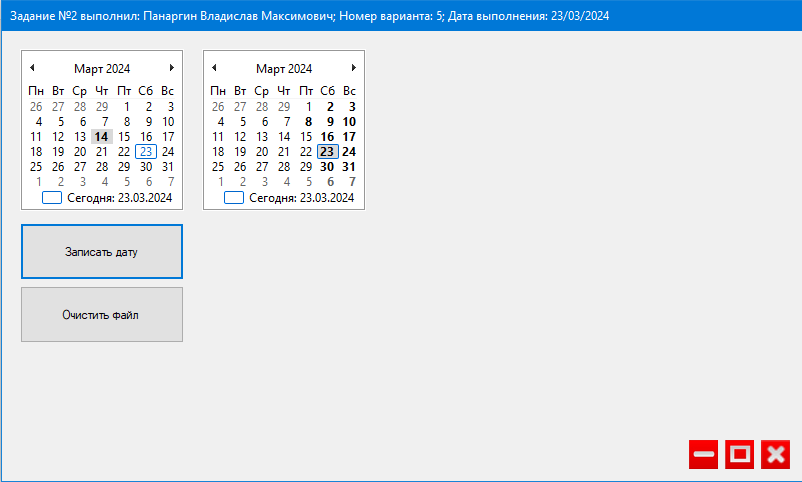 Задание №2 выполнил: Панаргин Владислав Максимович; Номер варианта: 5; Дата выполнения: 23/03/2024
Март 2024
Пн Вт Ср Чт Пт Сб Вс
26 27 28 29 1 2 3
4 5 6 7 8 9 10
11 12 13 14 15 16 17
18 19 20 21 22 23 24
25 26 27 28 29 30 31
1 2 3 4 5 6 7
Сегодня: 23.03.2024
Март 2024
Пн Вт Ср Чт Пт Сб Вс
26 27 28 29 1 2 3
4 5 6 7 8 9 10
11 12 13 14 15 16 17
18 19 20 21 22 23 24
25 26 27 28 29 30 31
1 2 3 4 5 6 7
Сегодня: 23.03.2024
Записать дату
Очистить файл